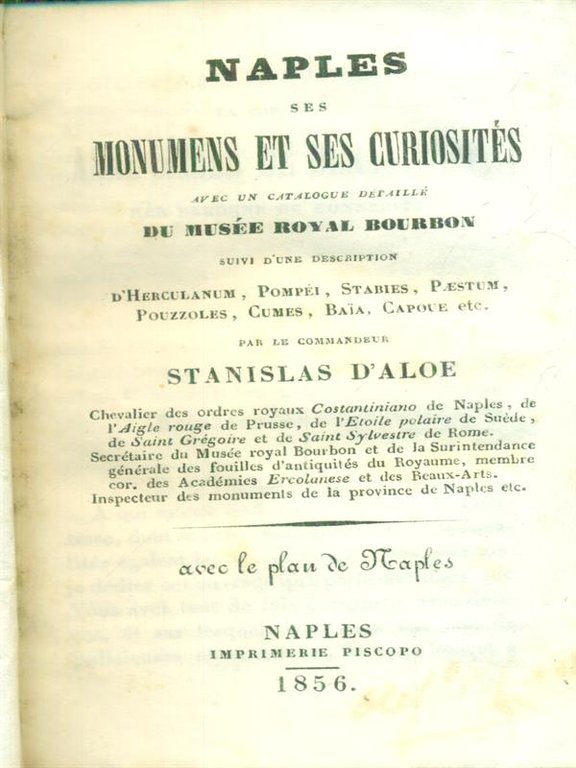 NAPLES
SES
MONUMENS ET SES CURIOSITÉS
AVEC UN CATALOGUE DETAILLÉ
DU MUSÉE ROYAL BOURBON
SUIVI D'UNE DESCRIPTION
D'HERCULANUM, POMPÉI, STABIES, PÆSTUM,
POUZZOLES, CUMES, BAÏA, CAPOUE etc.
PAR LE COMMANDEUR
STANISLAS D'ALOE
Chevalier des ordres royaux Costantiniano de Naples, de
l'Aigle rouge de Prusse, de l'Etoile polaire de Suède,
de Saint Grégoire et de Saint Sylvestre de Rome.
Secrétaire du Musée royal Bourbon et de la Surintendance
générale des fouilles d'antiquités du Royaume, membre
cor. des Académies Ercolanese et des Beaux-Arts.
Inspecteur des monuments de la province de Naples etc.
avec le plan de Naples
NAPLES
IMPRIMERIE PISCOPO
1856.